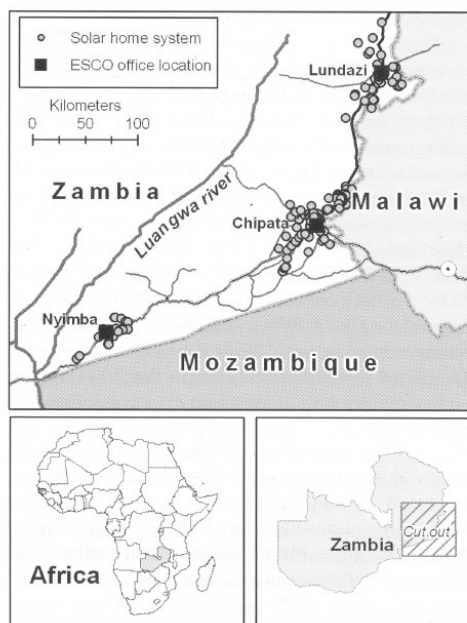 Solar home system
ESCO office location
Kilometers
0 50 100
Lundazi
Zambia
Luangwa river
Malawi
Chipata
Nyimba
Mozambique
Africa
Cut out
Zambia